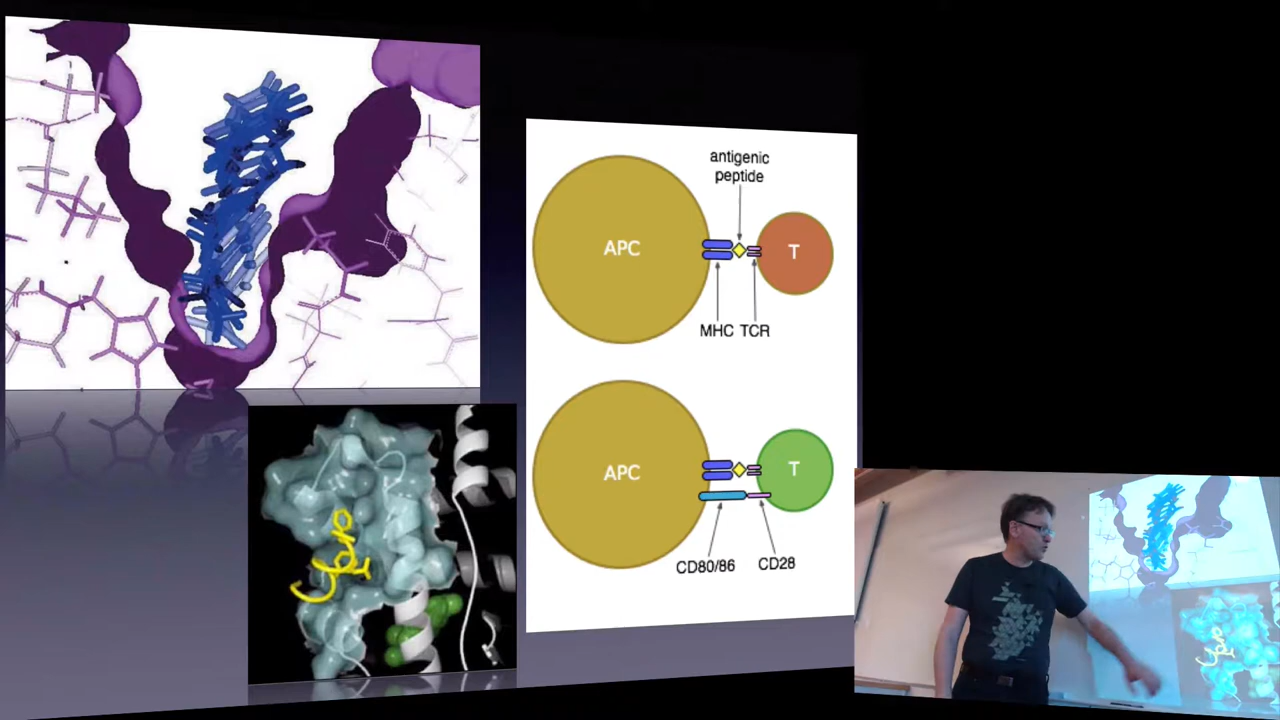 antigenic
peptide
APC
T
MHC TCR
APC
T
CD80/86
CD28